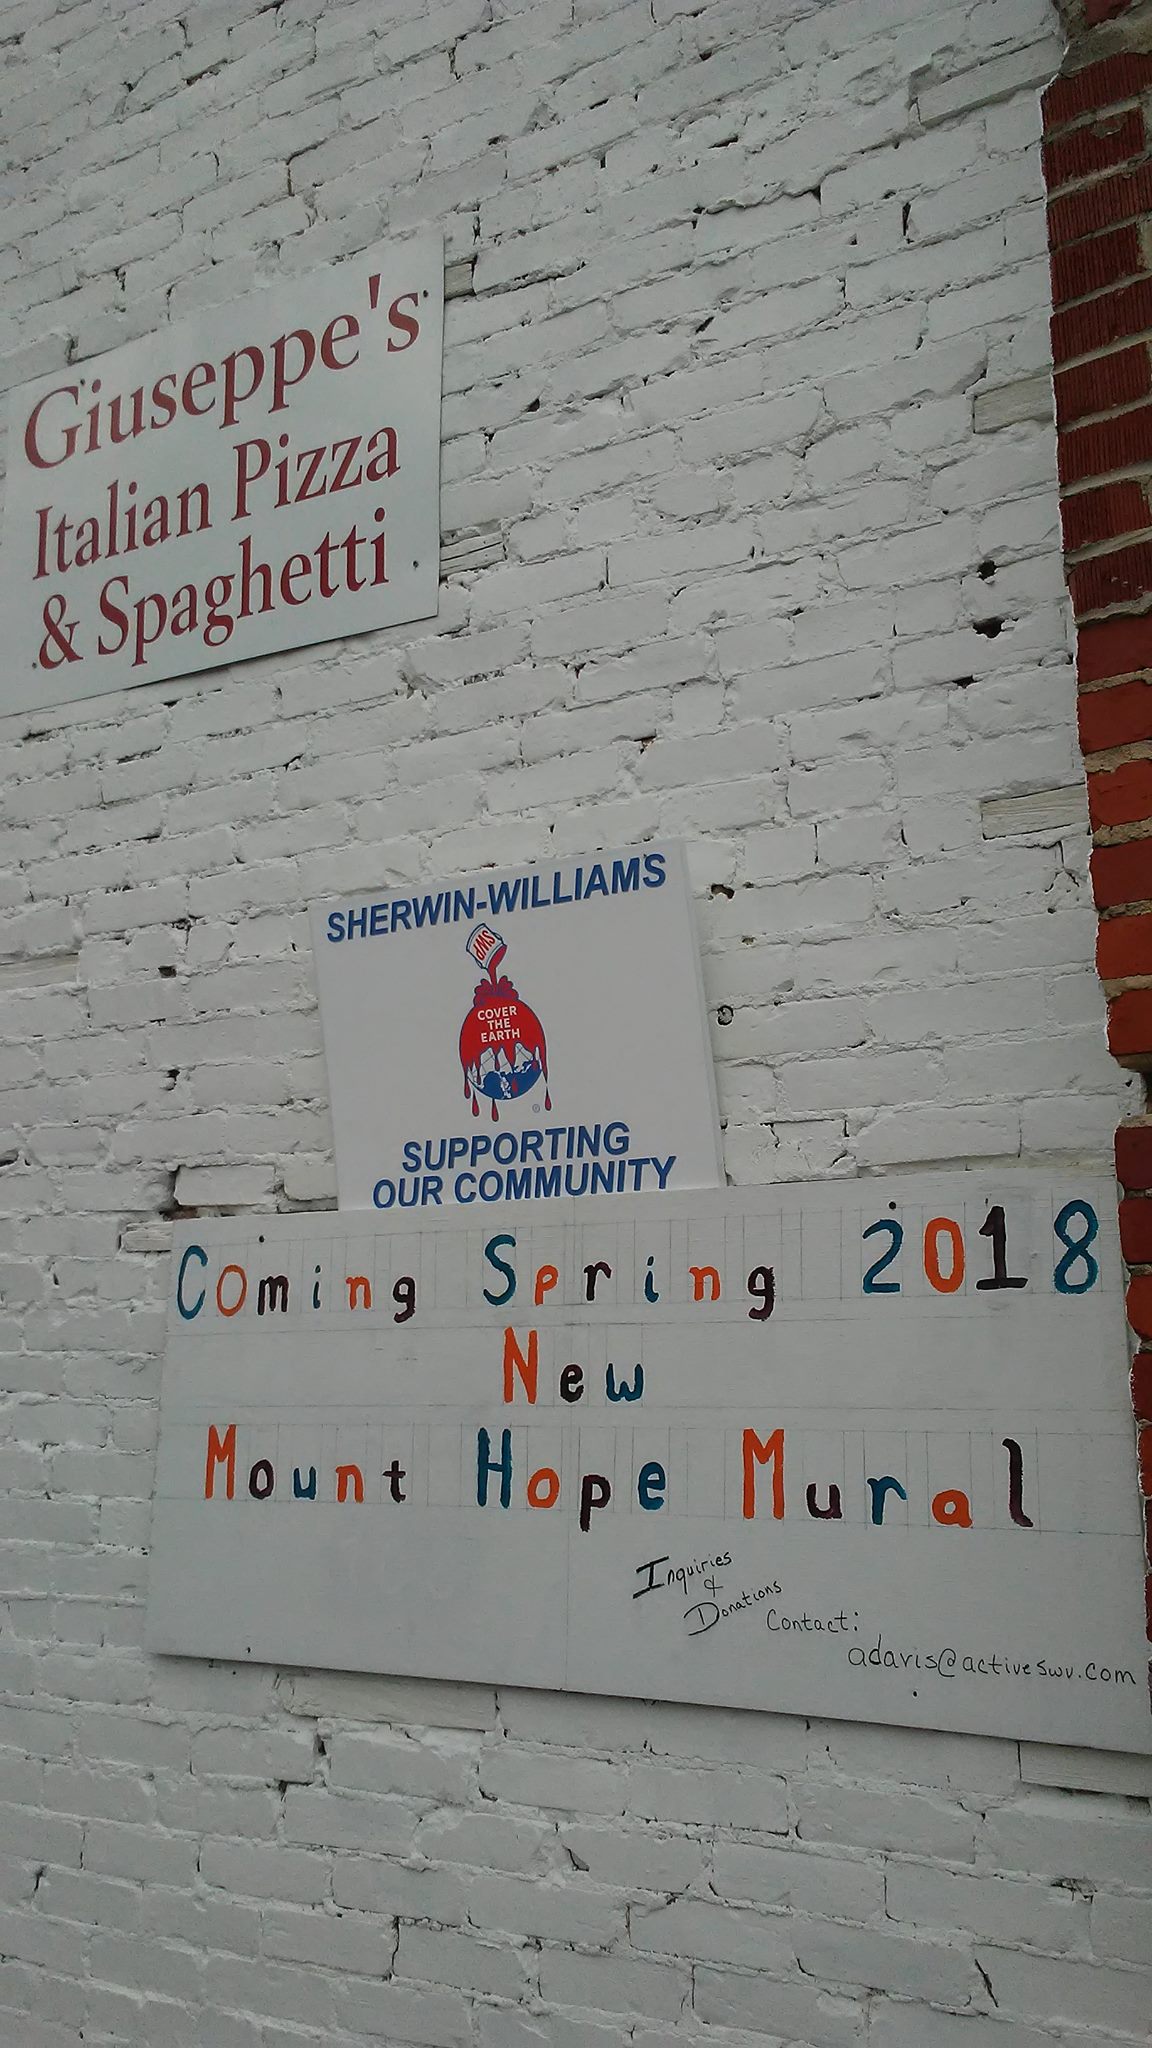 Giuseppe's
Italian Pizza
& Spaghetti
SHERWIN-WILLIAMS
SWP
COVER
THE
EARTH
®
SUPPORTING
OUR COMMUNITY
Coming Spring 2018
New
Mount Hope Mural
Inquiries
&
Donations
Contact:
adavis@activeswv.com